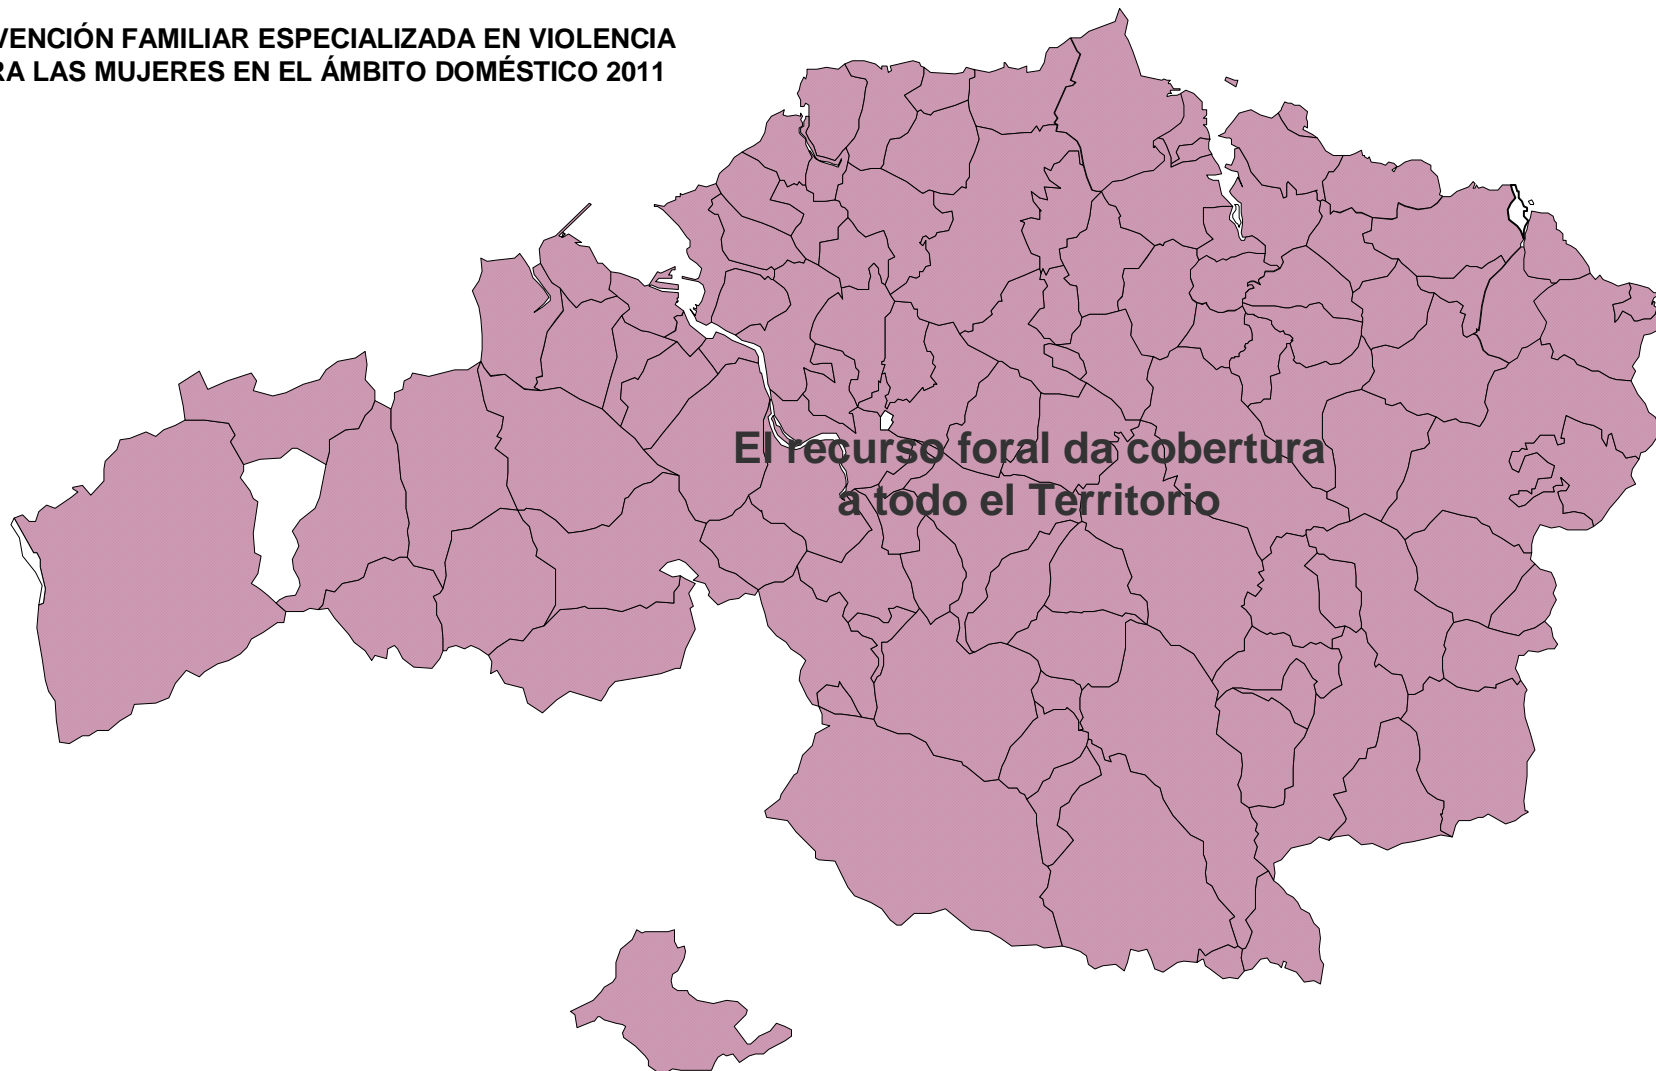 VENCIÓN FAMILIAR ESPECIALIZADA EN VIOLENCIA
RA LAS MUJERES EN EL ÁMBITO DOMÉSTICO 2011
El recurso foral da cobertura
a todo el Territorio